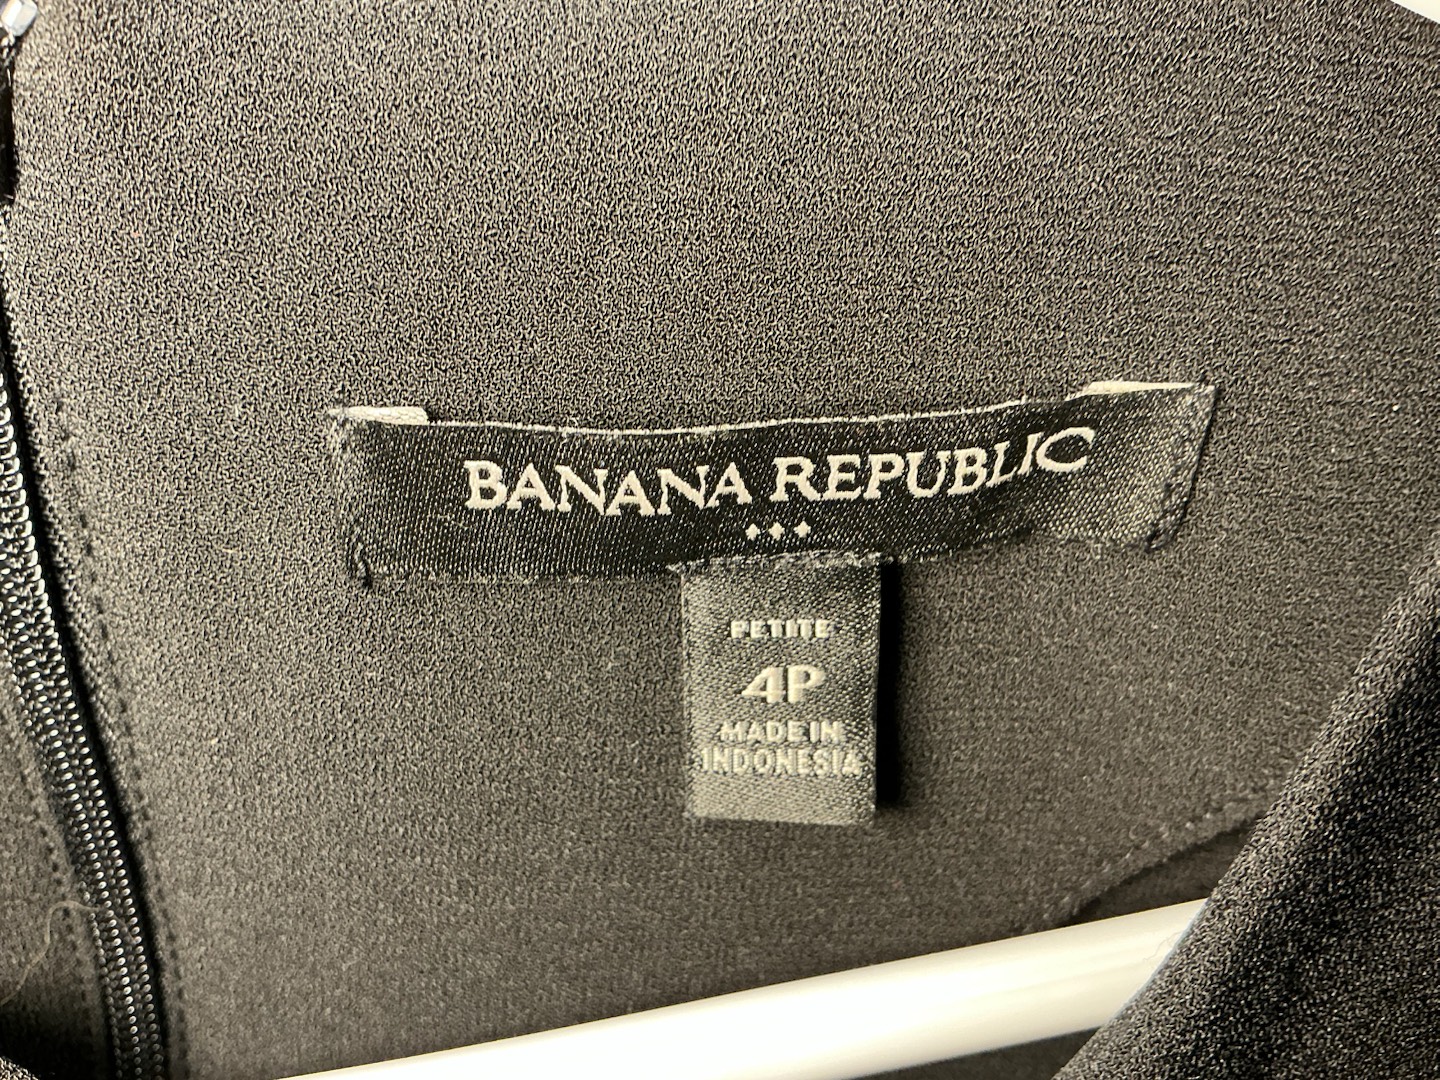 BANANA REPUBLIC
PETITE
4P
MADE IN
INDONESIA